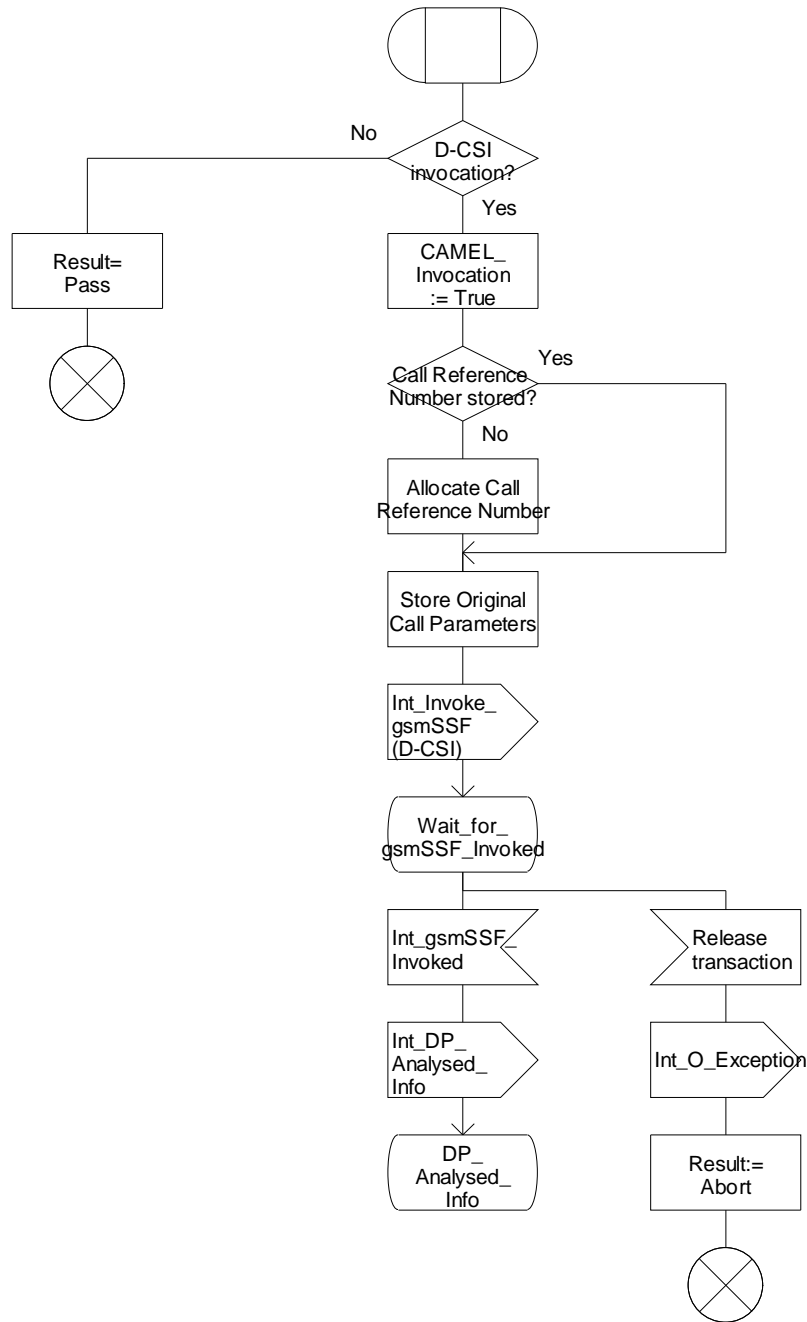 No
D-CSI
invocation?
Yes
Result=
Pass
CAMEL_
Invocation
:= True
Call Reference
Number stored?
Yes
No
Allocate Call
Reference Number
Store Original
Call Parameters
Int_Invoke_
gsmSSF
(D-CSI)
Wait_for_
gsmSSF_Invoked
Int_gsmSSF_
Invoked
Release
transaction
Int_DP_
Analysed_
Info
Int_O_Exception
DP_
Analysed_
Info
Result:=
Abort